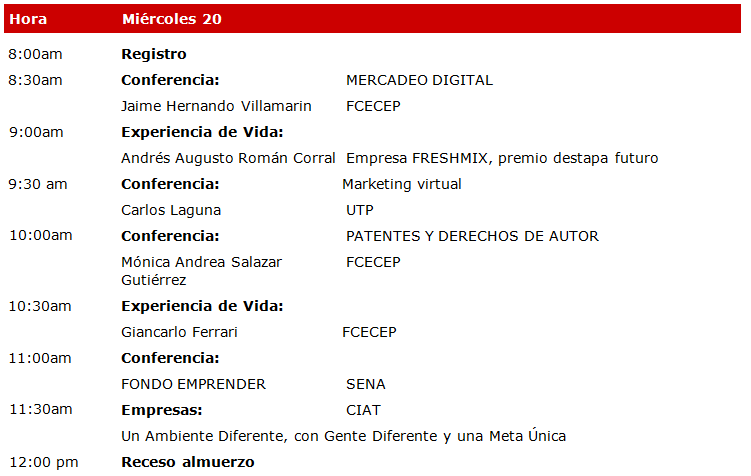 Hora Miércoles 20
8:00am Registro
8:30am Conferencia: MERCADEO DIGITAL
Jaime Hernando Villamarin FCECEP
9:00am Experiencia de Vida:
Andrés Augusto Román Corral Empresa FRESHMIX, premio destapa futuro
9:30 am Conferencia: Marketing virtual
Carlos Laguna UTP
10:00am Conferencia: PATENTES Y DERECHOS DE AUTOR
Mónica Andrea Salazar FCECEP
Gutiérrez
10:30am Experiencia de Vida:
Giancarlo Ferrari FCECEP
11:00am Conferencia:
FONDO EMPRENDER SENA
11:30am Empresas: CIAT
Un Ambiente Diferente, con Gente Diferente y una Meta Única
12:00 pm Receso almuerzo